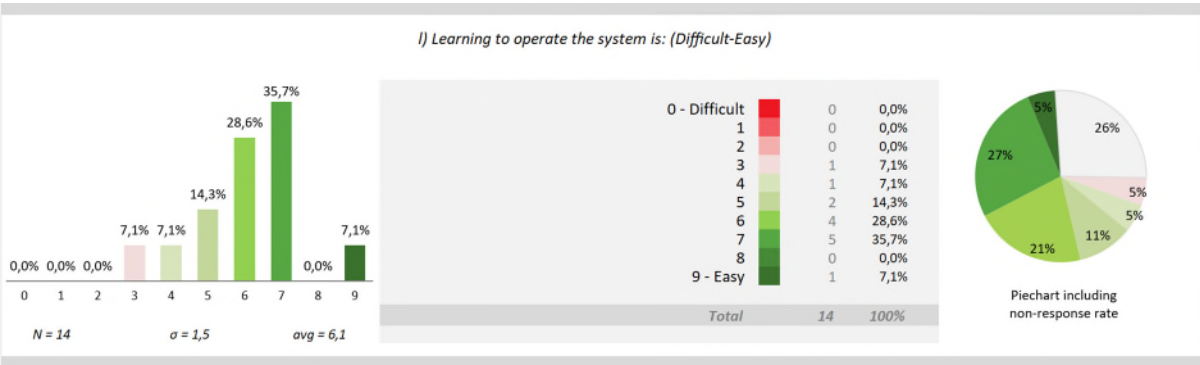 l) Learning to operate the system is: (Difficult-Easy)
35,7%
28,6%
14,3%
7,1% 7,1% 7,1%
0,0% 0,0% 0,0% 0,0%
0 1 2 3 4 5 6 7 8 9
N = 14 σ = 1,5 avg = 6,1
0 - Difficult 0 0,0%
1 0 0,0%
2 0 0,0%
3 1 7,1%
4 1 7,1%
5 2 14,3%
6 4 28,6%
7 5 35,7%
8 0 0,0%
9 - Easy 1 7,1%
Total 14 100%
5%
26%
27%
5%
5%
11%
21%
Piechart including
non-response rate